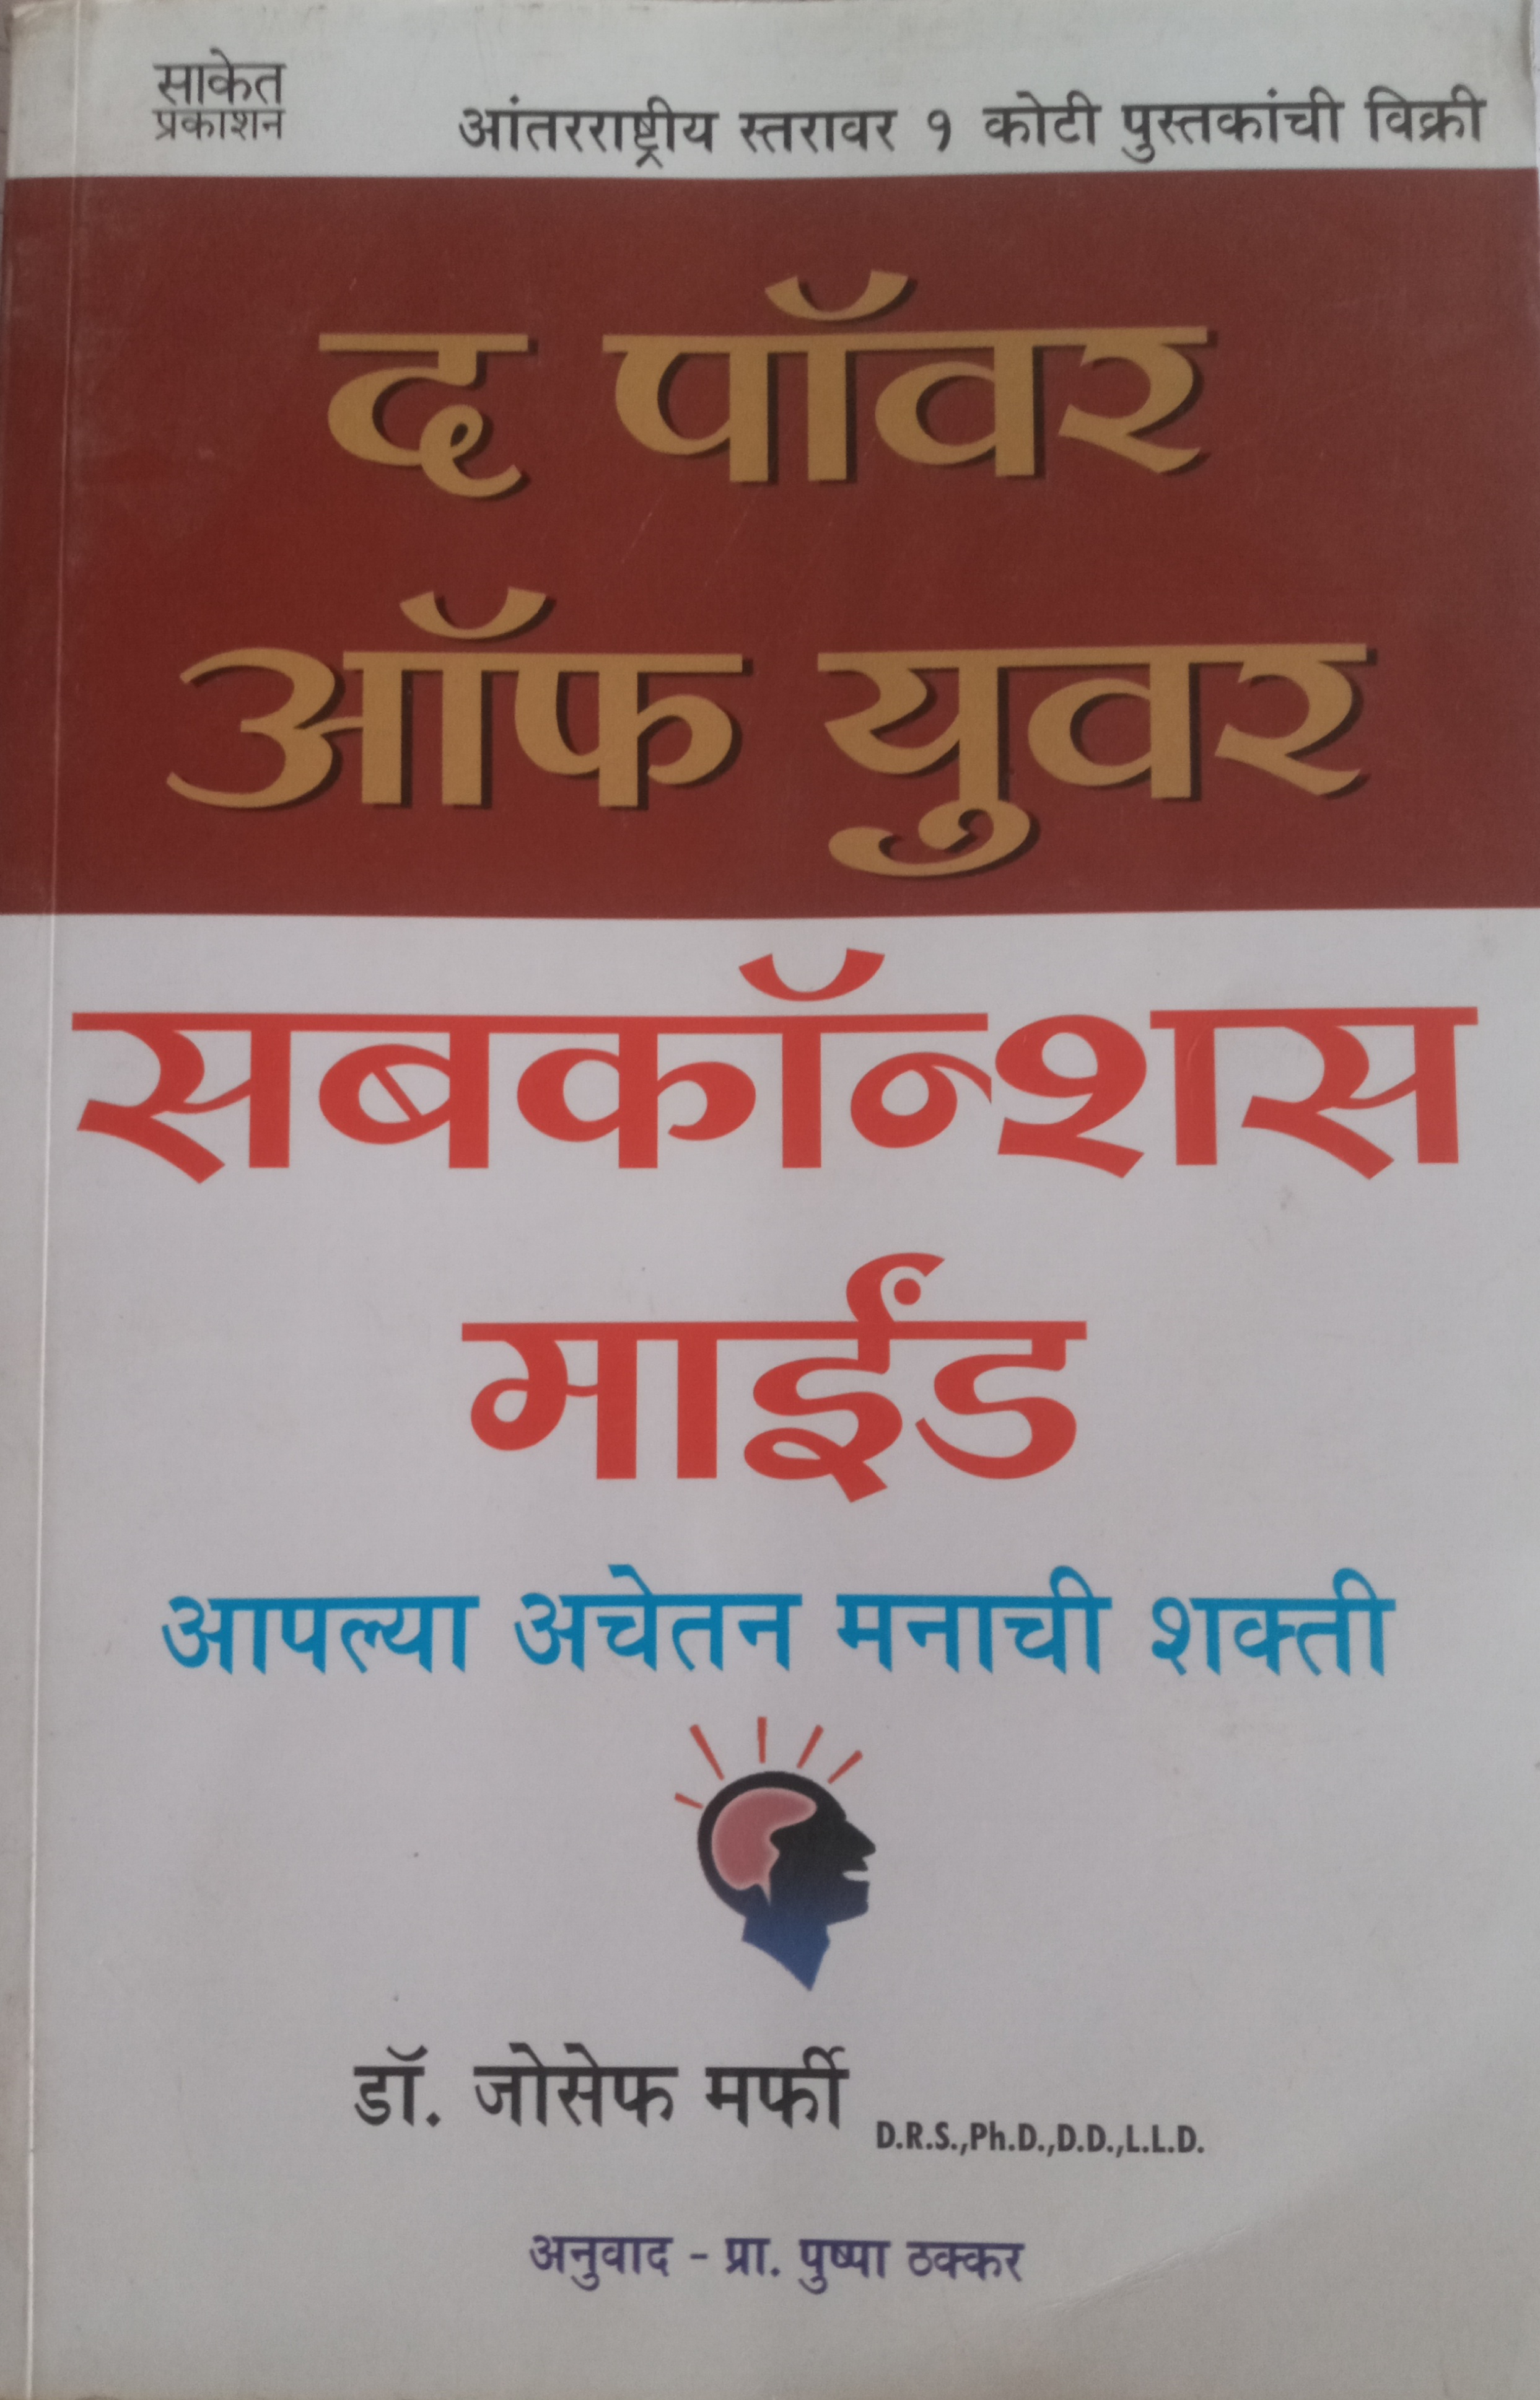 साकेत
प्रकाशन
आंतरराष्ट्रीय स्तरावर १ कोटी पुस्तकांची विक्री
द पॉवर
ऑफ युवर
सबकॉन्शस
माईंड
आपल्या अचेतन मनाची शक्ती
डॉ. जोसेफ मर्फी D.R.S.,Ph.D.,D.D.,L.L.D.
अनुवाद - प्रा. पुष्पा ठक्कर